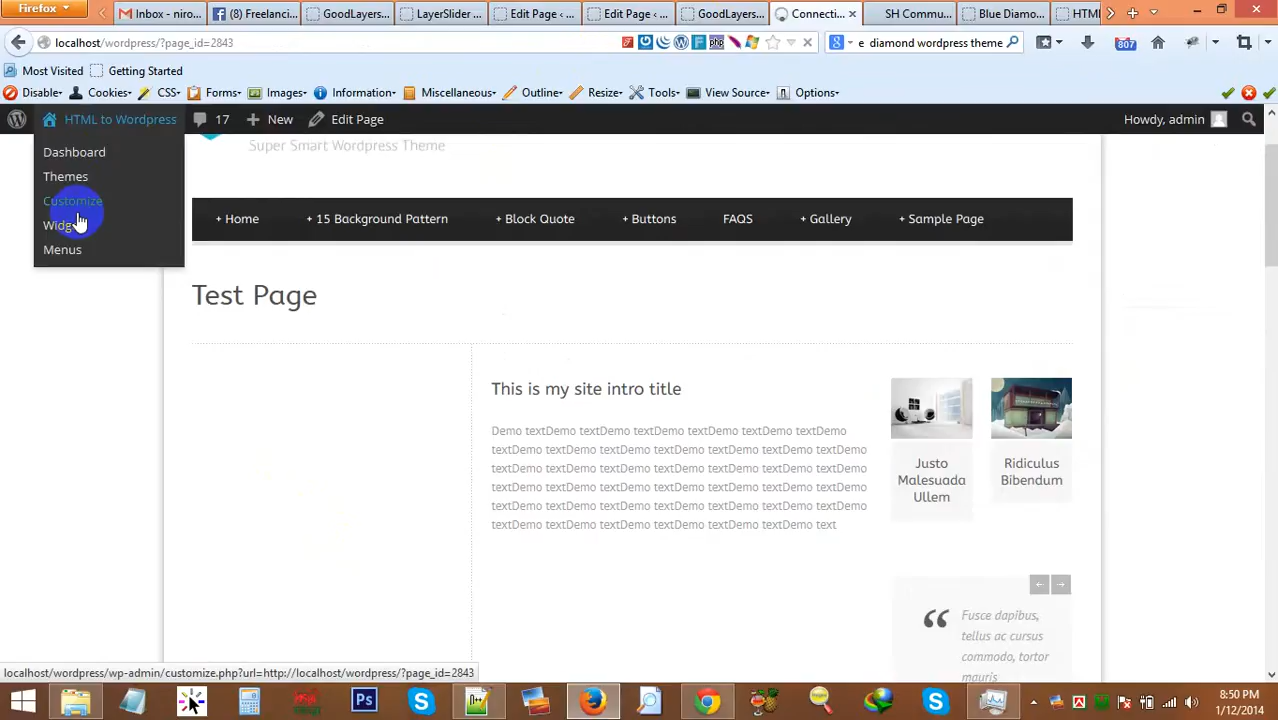 Firefox
Inbox - niro...
(8) Freelanci...
GoodLayers...
LayerSlider ...
Edit Page ‹ ...
Edit Page ‹ ...
GoodLayers...
Connecti...
SH Commu...
Blue Diamo...
HTML
localhost/wordpress/?page_id=2843
php
e diamond wordpress theme
807
Most Visited
Getting Started
Disable
Cookies
CSS
Forms
Images
Information
Miscellaneous
Outline
Resize
Tools
View Source
Options
HTML to Wordpress
17
New
Edit Page
Howdy, admin
Super Smart Wordpress Theme
Dashboard
Themes
Customize
Menus
+ Home
+ 15 Background Pattern
+ Block Quote
+ Buttons
FAQS
+ Gallery
+ Sample Page
Test Page
This is my site intro title
Demo textDemo textDemo textDemo textDemo textDemo
textDemo textDemo textDemo textDemo textDemo textDemo
textDemo textDemo textDemo textDemo textDemo textDemo
textDemo textDemo textDemo textDemo textDemo textDemo
textDemo textDemo textDemo textDemo textDemo textDemo
textDemo textDemo textDemo textDemo textDemo text
Justo
Malesuada
Ullem
Ridiculus
Bibendum
Fusce dapibus,
tellus ac cursus
commodo, tortor
mauris
localhost/wordpress/wp-admin/customize.php?url=http://localhost/wordpress/?page_id=2843
Ps
8:50 PM
1/12/2014